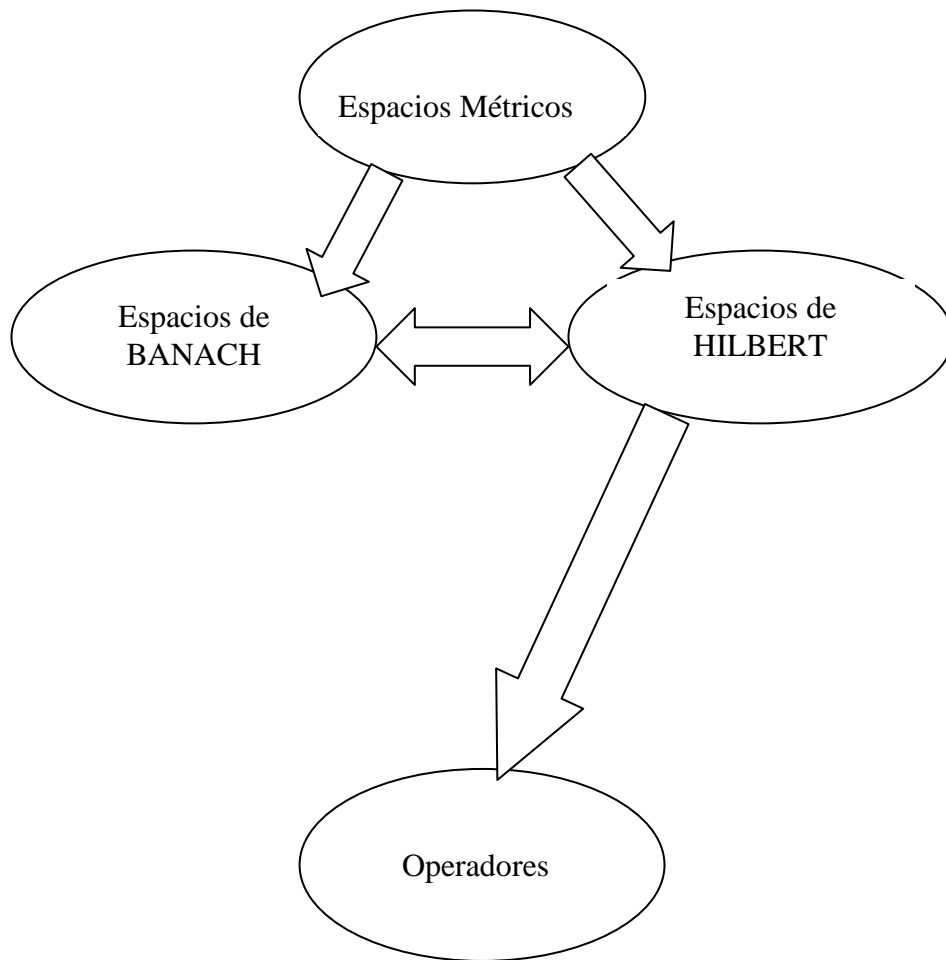 Espacios Métricos
Espacios de
BANACH
Espacios de
HILBERT
Operadores